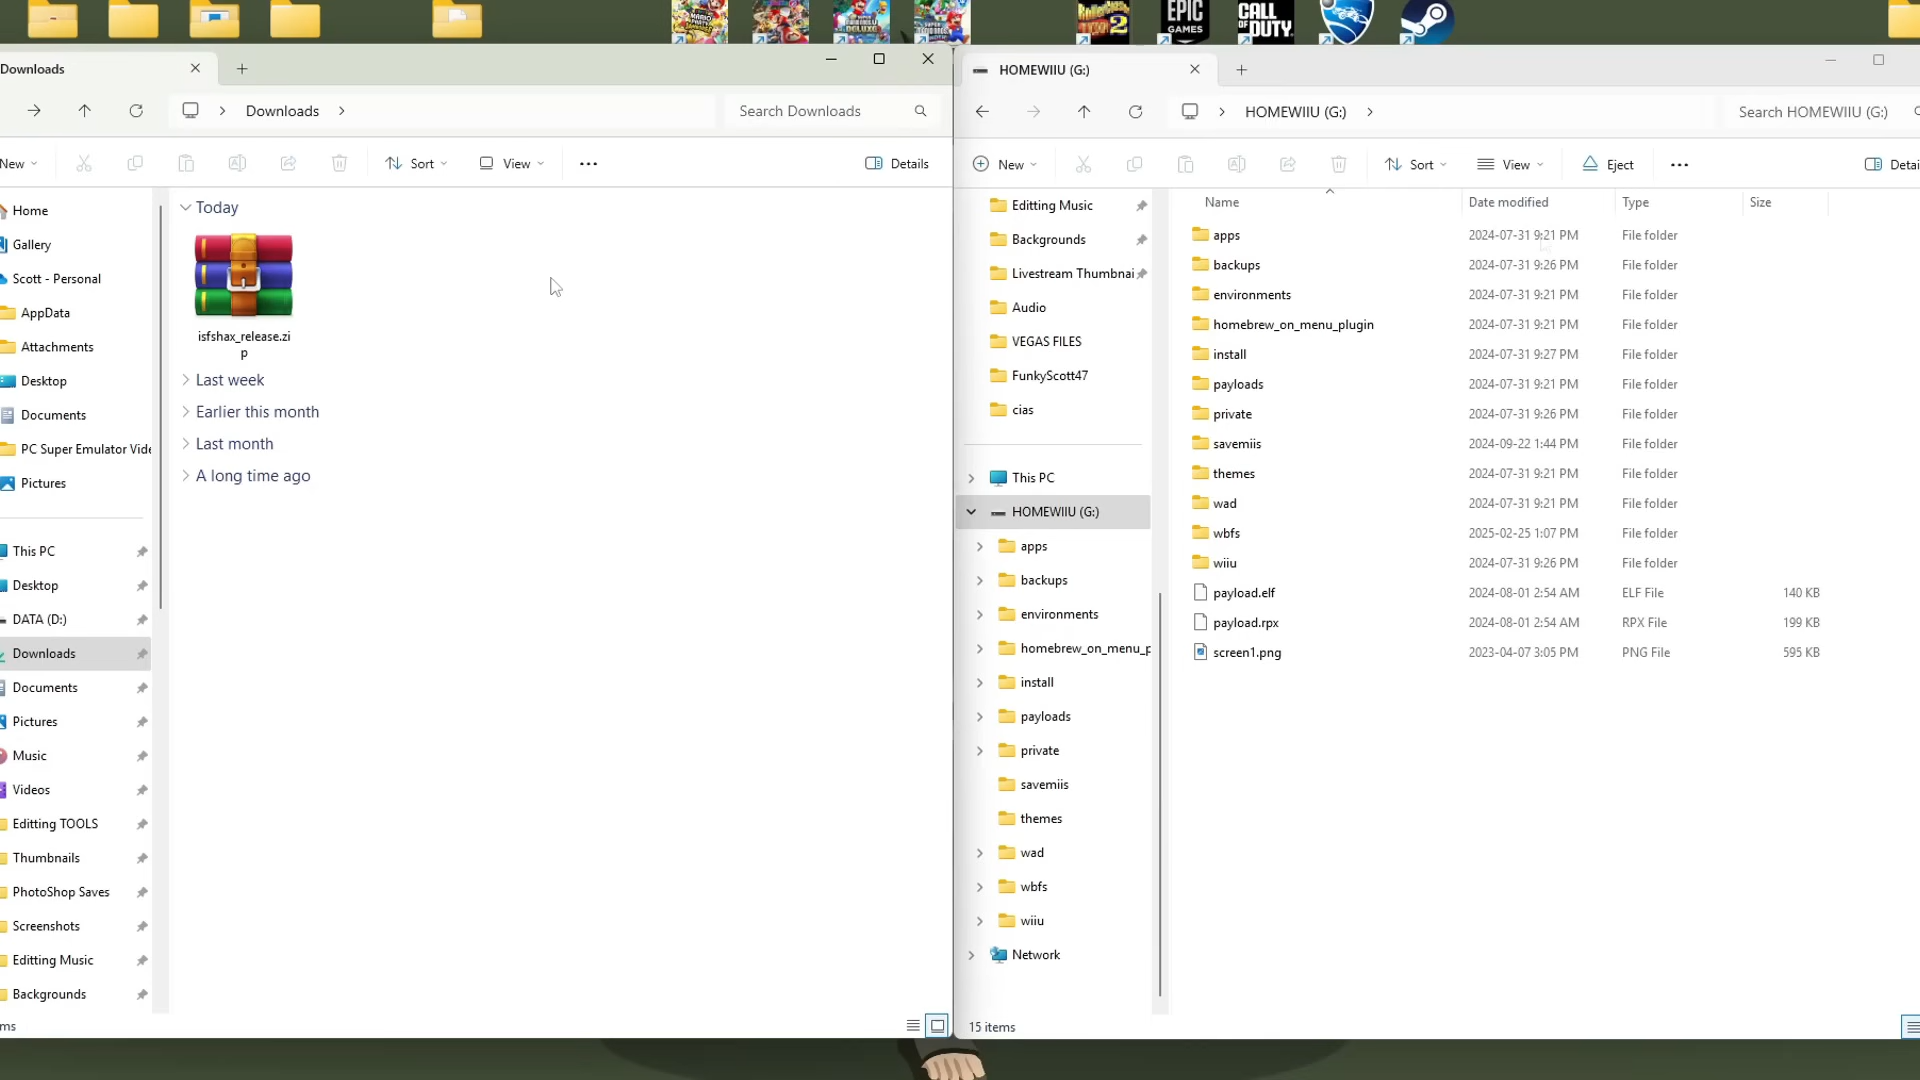 EPIC
GAMES
CALL
OF
DUTY
2
Downloads
Downloads
Search Downloads
New
Sort
View
Details
Home
Gallery
Scott - Personal
AppData
Attachments
Desktop
Documents
PC Super Emulator Vide
Pictures
This PC
Desktop
DATA (D:)
Downloads
Documents
Pictures
Music
Videos
Editting TOOLS
Thumbnails
PhotoShop Saves
Screenshots
Editting Music
Backgrounds
ms
Today
isfshax_release.zi
p
Last week
Earlier this month
Last month
A long time ago
HOMEWIIU (G:)
HOMEWIIU (G:)
Search HOMEWIIU (G:)
New
Sort
View
Eject
Detai
Editting Music
Backgrounds
Livestream Thumbnai
Audio
VEGAS FILES
FunkyScott47
cias
This PC
HOMEWIIU (G:)
apps
backups
environments
homebrew_on_menu_p
install
payloads
private
savemiis
themes
wad
wbfs
wiiu
Network
15 items
Name Date modified Type Size
apps 2024-07-31 9:21 PM File folder
backups 2024-07-31 9:26 PM File folder
environments 2024-07-31 9:21 PM File folder
homebrew_on_menu_plugin 2024-07-31 9:21 PM File folder
install 2024-07-31 9:27 PM File folder
payloads 2024-07-31 9:21 PM File folder
private 2024-07-31 9:26 PM File folder
savemiis 2024-09-22 1:44 PM File folder
themes 2024-07-31 9:21 PM File folder
wad 2024-07-31 9:21 PM File folder
wbfs 2025-02-25 1:07 PM File folder
wiiu 2024-07-31 9:26 PM File folder
payload.elf 2024-08-01 2:54 AM ELF File 140 KB
payload.rpx 2024-08-01 2:54 AM RPX File 199 KB
screen1.png 2023-04-07 3:05 PM PNG File 595 KB